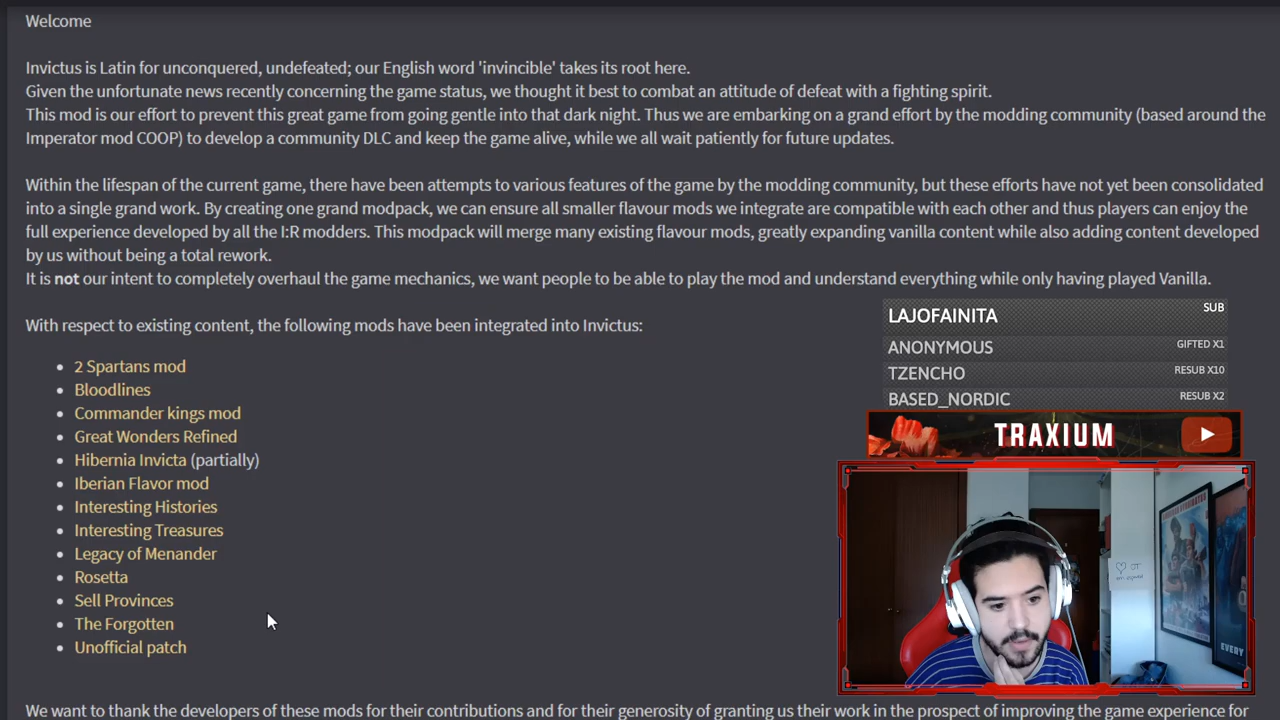 Welcome
Invictus is Latin for unconquered, undefeated; our English word 'invincible' takes its root here.
Given the unfortunate news recently concerning the game status, we thought it best to combat an attitude of defeat with a fighting spirit.
This mod is our effort to prevent this great game from going gentle into that dark night. Thus we are embarking on a grand effort by the modding community (based around the
Imperator mod COOP) to develop a community DLC and keep the game alive, while we all wait patiently for future updates.
Within the lifespan of the current game, there have been attempts to various features of the game by the modding community, but these efforts have not yet been consolidated
into a single grand work. By creating one grand modpack, we can ensure all smaller flavour mods we integrate are compatible with each other and thus players can enjoy the
full experience developed by all the I:R modders. This modpack will merge many existing flavour mods, greatly expanding vanilla content while also adding content developed
by us without being a total rework.
It is not our intent to completely overhaul the game mechanics, we want people to be able to play the mod and understand everything while only having played Vanilla.
With respect to existing content, the following mods have been integrated into Invictus:
2 Spartans mod
Bloodlines
Commander kings mod
Great Wonders Refined
Hibernia Invicta (partially)
Iberian Flavor mod
Interesting Histories
Interesting Treasures
Legacy of Menander
Rosetta
Sell Provinces
The Forgotten
Unofficial patch
We want to thank the developers of these mods for their contributions and for their generosity of granting us their work in the prospect of improving the game experience for
LAJOFAINITA SUB
ANONYMOUS GIFTED X1
TZENCHO RESUB X10
BASED_NORDIC RESUB X2
TRAXIUM
EVERY